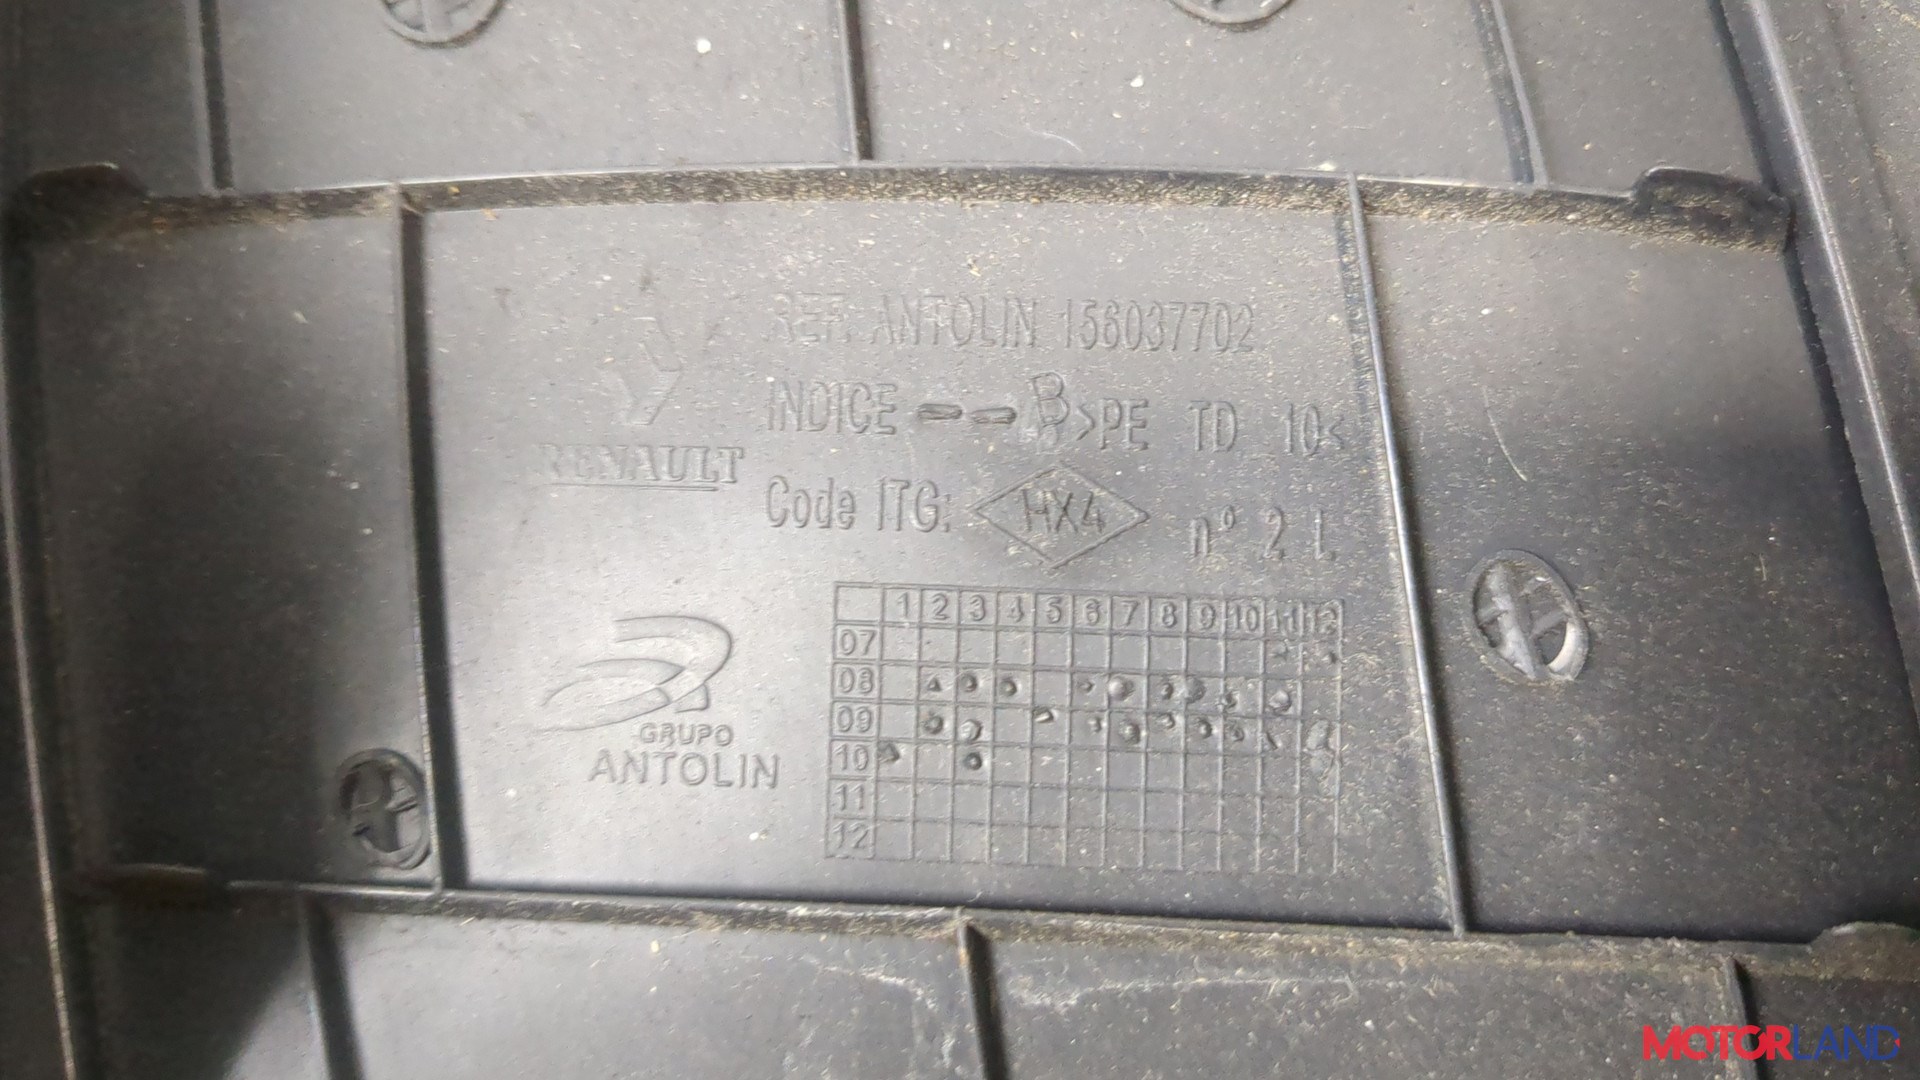 REF. ANTOLIN 156037702
INDICE -- B >PE TD 10<
RENAULT
Code ITG: HX4 nº 2 L
GRUPO
ANTOLIN
1 2 3 4 5 6 7 8 9 10 11 12
07
08
09
10
11
12
MOTORLAND